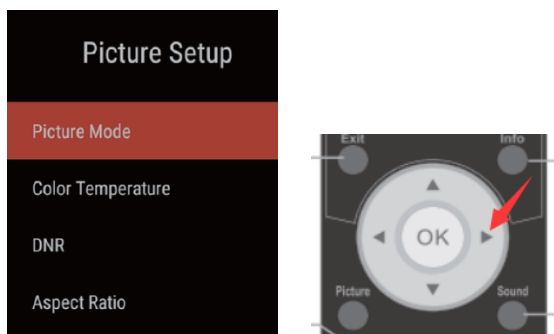 Picture Setup
Picture Mode
Color Temperature
DNR
Aspect Ratio
Exit
Info
OK
Picture
Sound